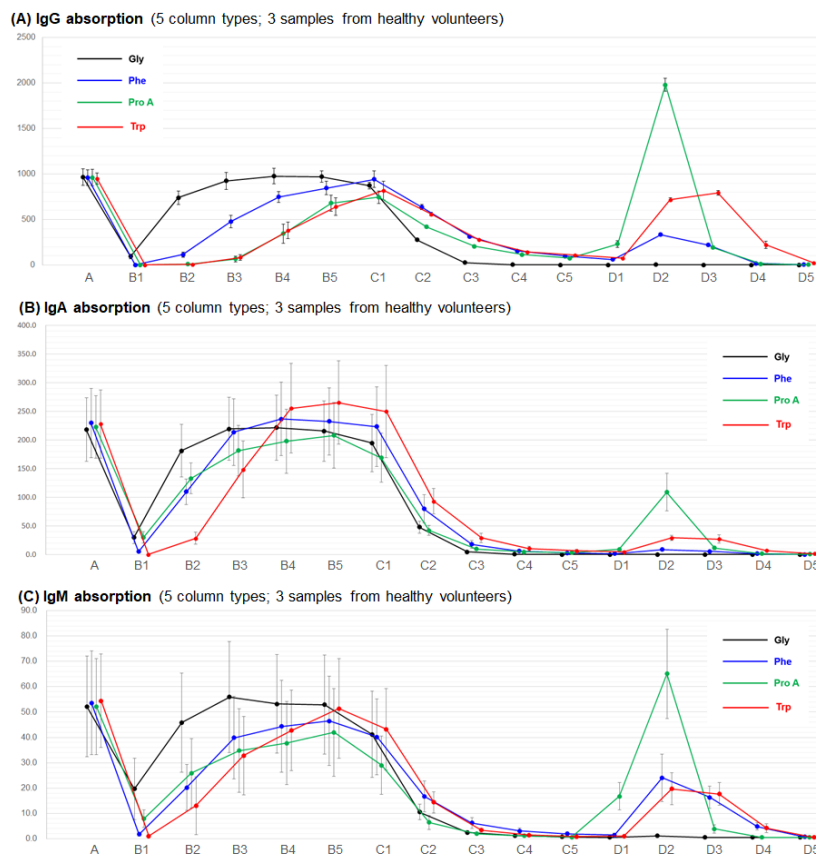 (A) IgG absorption (5 column types; 3 samples from healthy volunteers)
2500
2000
1500
1000
500
0
Gly
Phe
Pro A
Trp
A B1 B2 B3 B4 B5 C1 C2 C3 C4 C5 D1 D2 D3 D4 D5
(B) IgA absorption (5 column types; 3 samples from healthy volunteers)
400.0
350.0
300.0
250.0
200.0
150.0
100.0
50.0
0.0
Gly
Phe
Pro A
Trp
A B1 B2 B3 B4 B5 C1 C2 C3 C4 C5 D1 D2 D3 D4 D5
(C) IgM absorption (5 column types; 3 samples from healthy volunteers)
90.0
80.0
70.0
60.0
50.0
40.0
30.0
20.0
10.0
0.0
Gly
Phe
Pro A
Trp
A B1 B2 B3 B4 B5 C1 C2 C3 C4 C5 D1 D2 D3 D4 D5